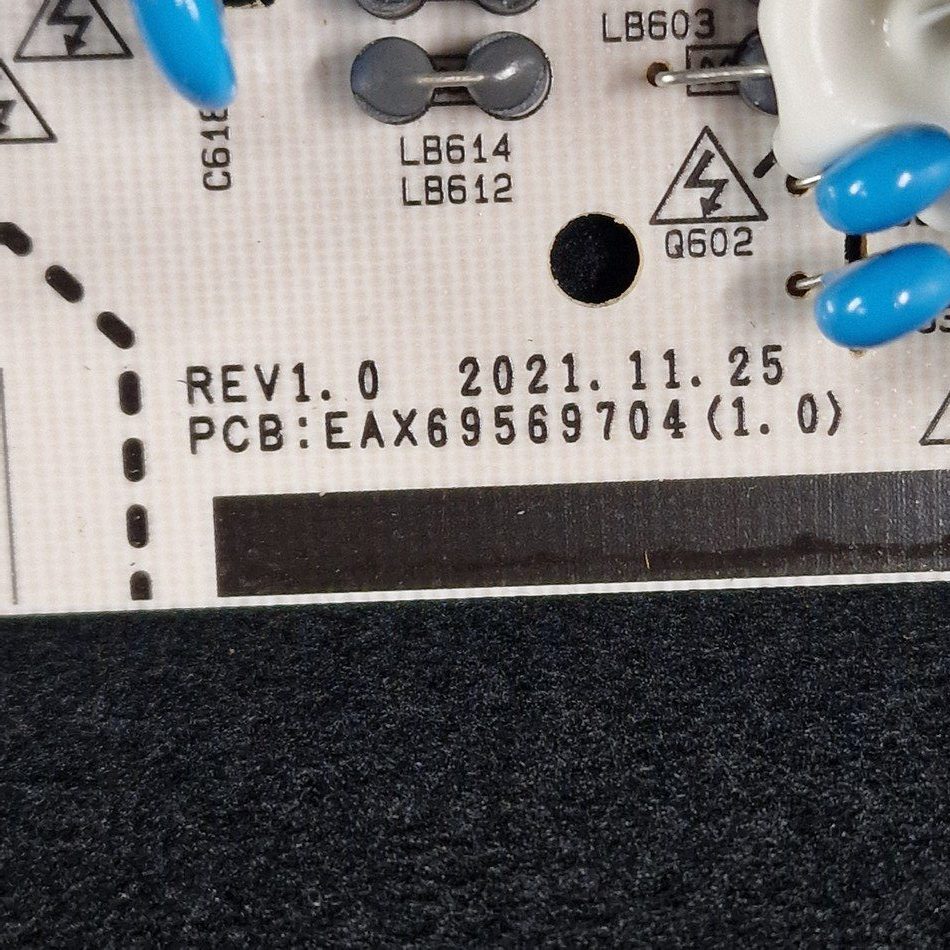 LB603
C618
LB614
LB612
Q602
REV1.0 2021.11.25
PCB:EAX69569704(1.0)